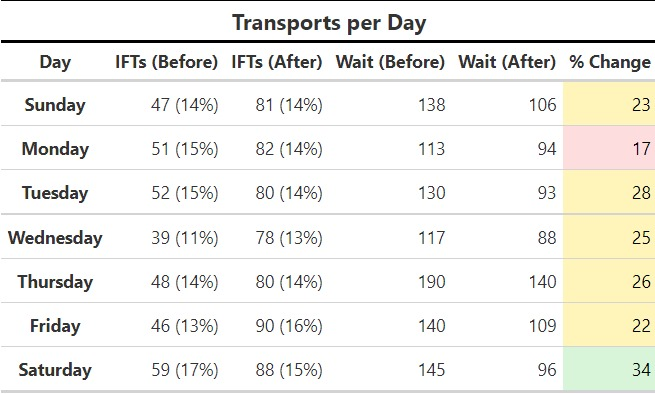 Transports per Day
Day IFTs (Before) IFTs (After) Wait (Before) Wait (After) % Change
Sunday 47 (14%) 81 (14%) 138 106 23
Monday 51 (15%) 82 (14%) 113 94 17
Tuesday 52 (15%) 80 (14%) 130 93 28
Wednesday 39 (11%) 78 (13%) 117 88 25
Thursday 48 (14%) 80 (14%) 190 140 26
Friday 46 (13%) 90 (16%) 140 109 22
Saturday 59 (17%) 88 (15%) 145 96 34